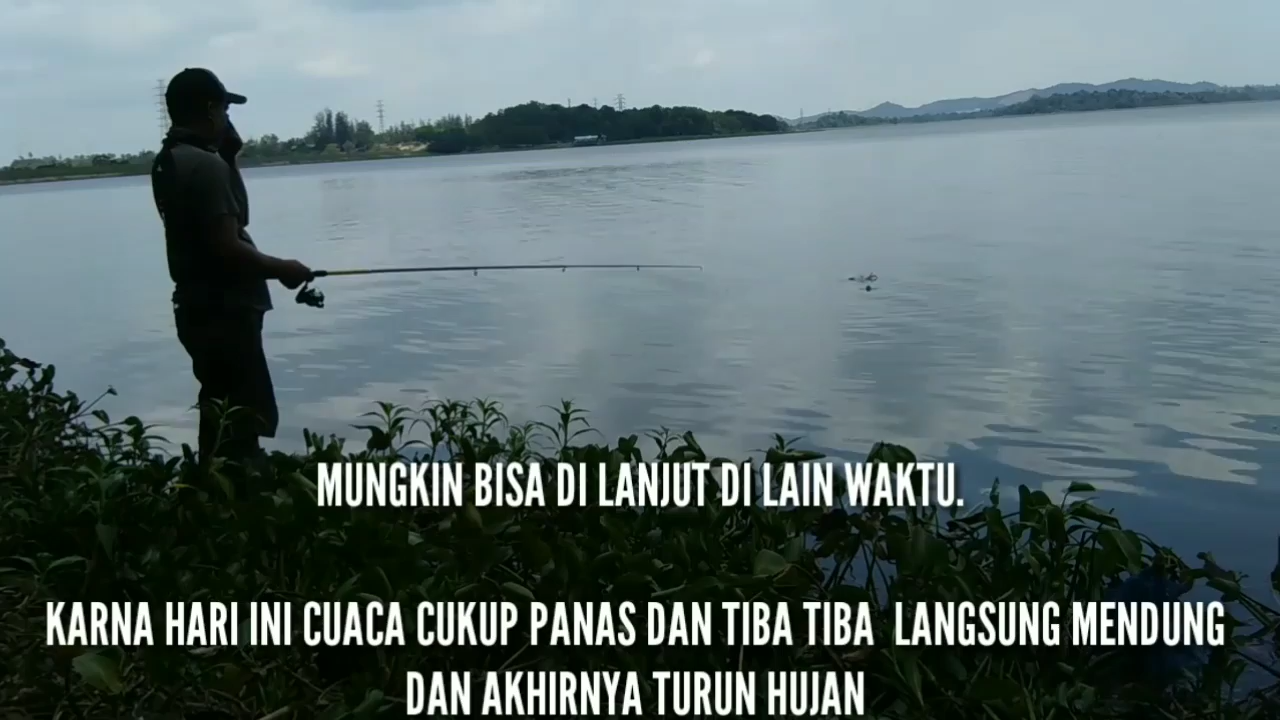 MUNGKIN BISA DI LANJUT DI LAIN WAKTU.
KARNA HARI INI CUACA CUKUP PANAS DAN TIBA TIBA LANGSUNG MENDUNG
DAN AKHIRNYA TURUN HUJAN